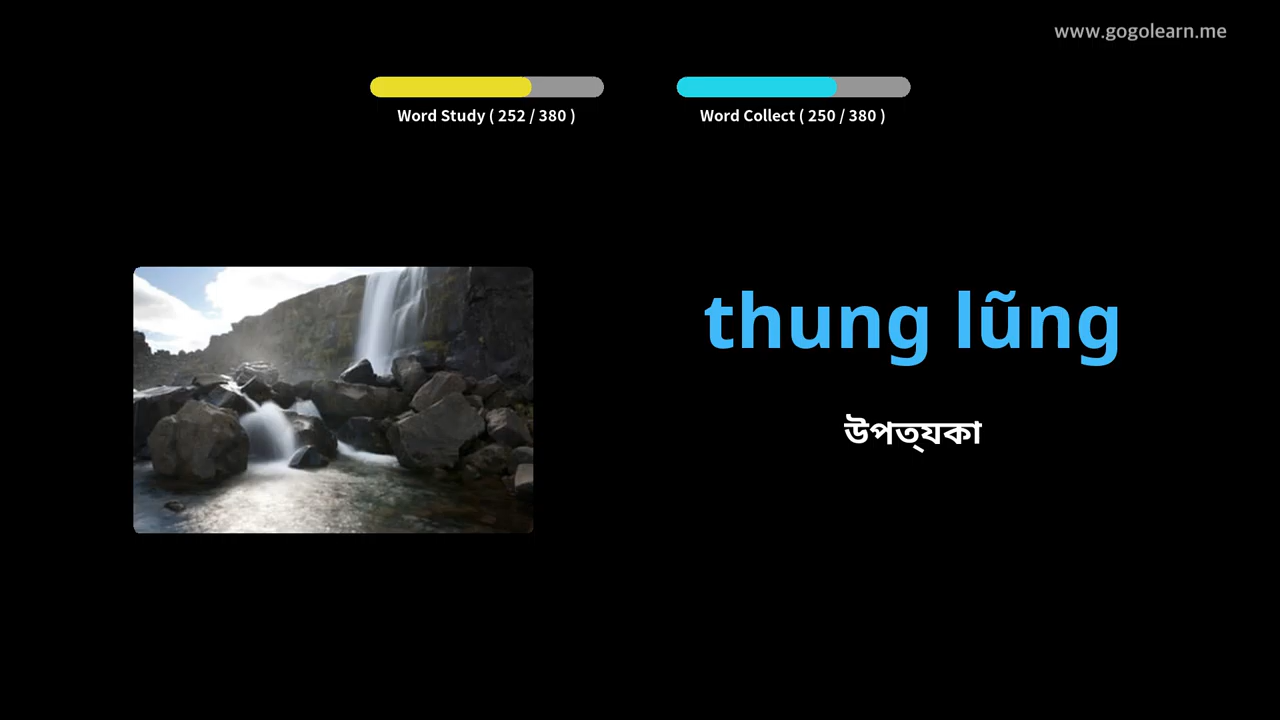 www.gogolearn.me
Word Study ( 252 / 380 )
Word Collect ( 250 / 380 )
thung lũng
উপত্যকা